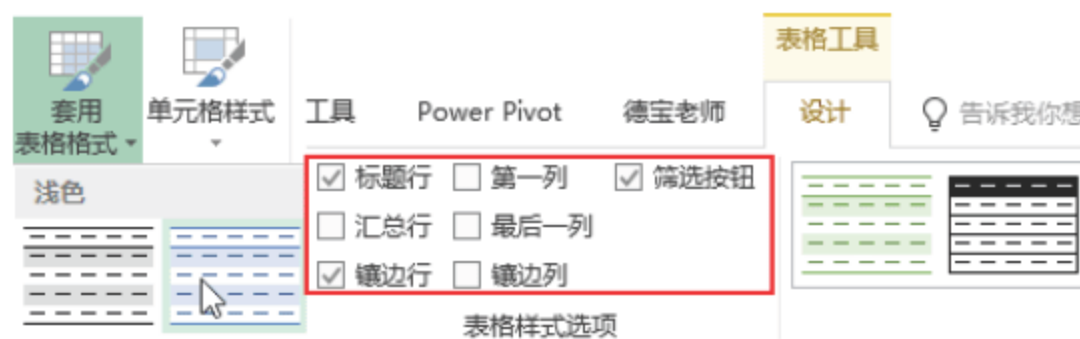 表格工具
套用
表格格式
单元格样式
工具
Power Pivot
德宝老师
设计
告诉我你想
浅色
标题行
第一列
筛选按钮
汇总行
最后一列
镶边行
镶边列
表格样式选项